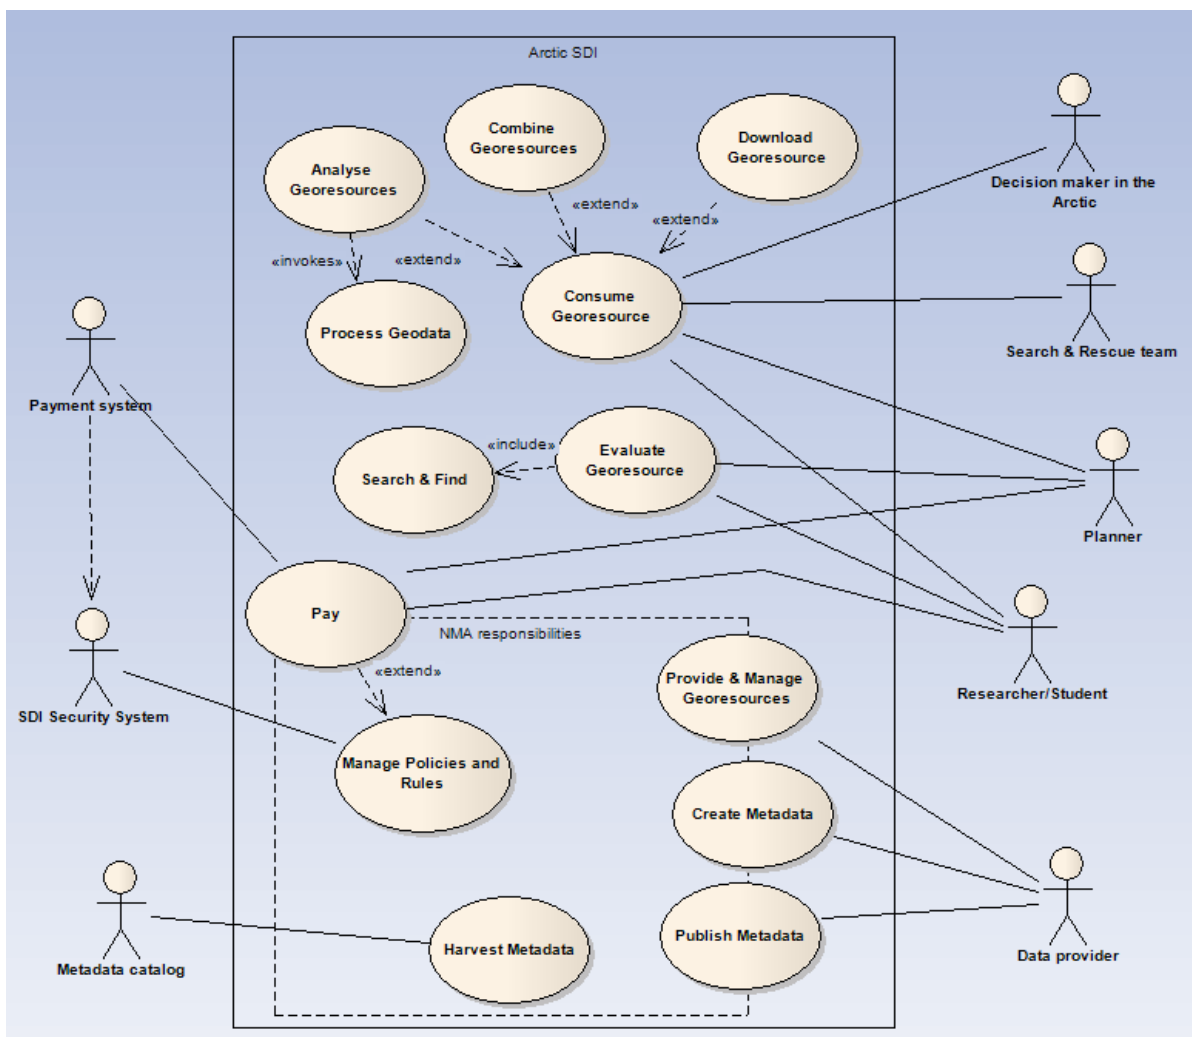 Arctic SDI
Combine
Georesources
Download
Georesource
Analyse
Georesources
Decision maker in the
Arctic
«extend»
«extend»
«invokes»
«extend»
Consume
Georesource
Process Geodata
Search & Rescue team
Payment system
«include»
Evaluate
Georesource
Search & Find
Planner
Pay
NMA responsibilities
«extend»
Provide & Manage
Georesources
Researcher/Student
SDI Security System
Manage Policies and
Rules
Create Metadata
Harvest Metadata
Publish Metadata
Metadata catalog
Data provider